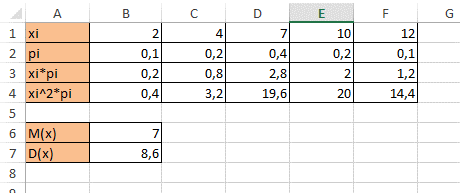 A B C D E F G
1 xi 2 4 7 10 12
2 pi 0,1 0,2 0,4 0,2 0,1
3 xi*pi 0,2 0,8 2,8 2 1,2
4 xi^2*pi 0,4 3,2 19,6 20 14,4
5
6 M(x) 7
7 D(x) 8,6
8